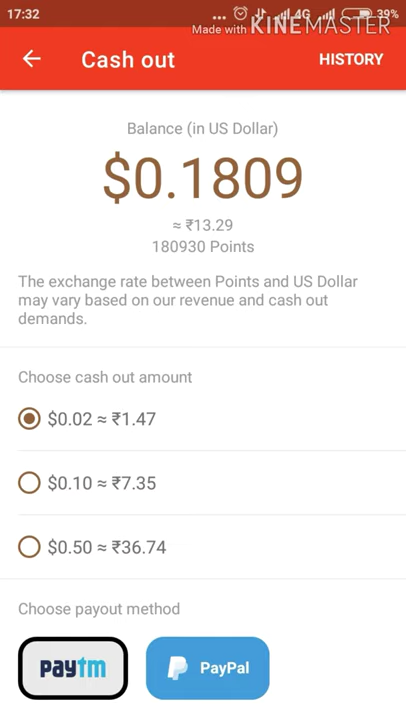 17:32 ... 4G 39%
Made with KINEMASTER
Cash out HISTORY
Balance (in US Dollar)
$0.1809
≈ ₹13.29
180930 Points
The exchange rate between Points and US Dollar
may vary based on our revenue and cash out
demands.
Choose cash out amount
$0.02 ≈ ₹1.47
$0.10 ≈ ₹7.35
$0.50 ≈ ₹36.74
Choose payout method
paytm PayPal